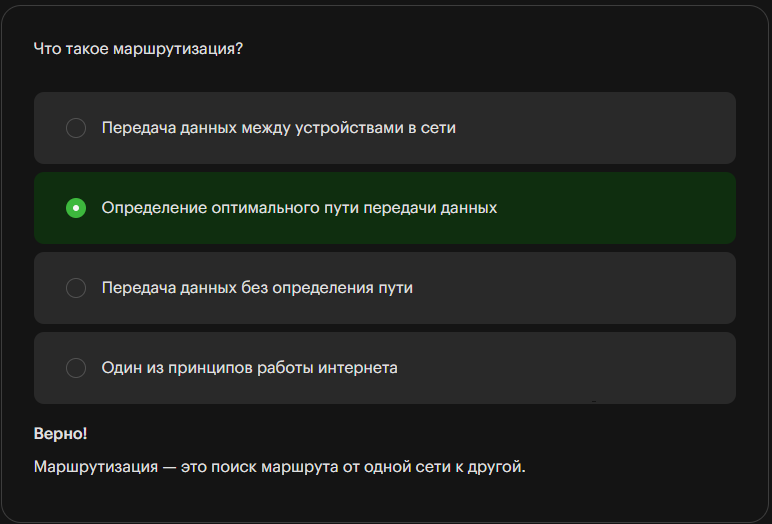 Что такое маршрутизация?
Передача данных между устройствами в сети
Определение оптимального пути передачи данных
Передача данных без определения пути
Один из принципов работы интернета
Верно!
Маршрутизация — это поиск маршрута от одной сети к другой.